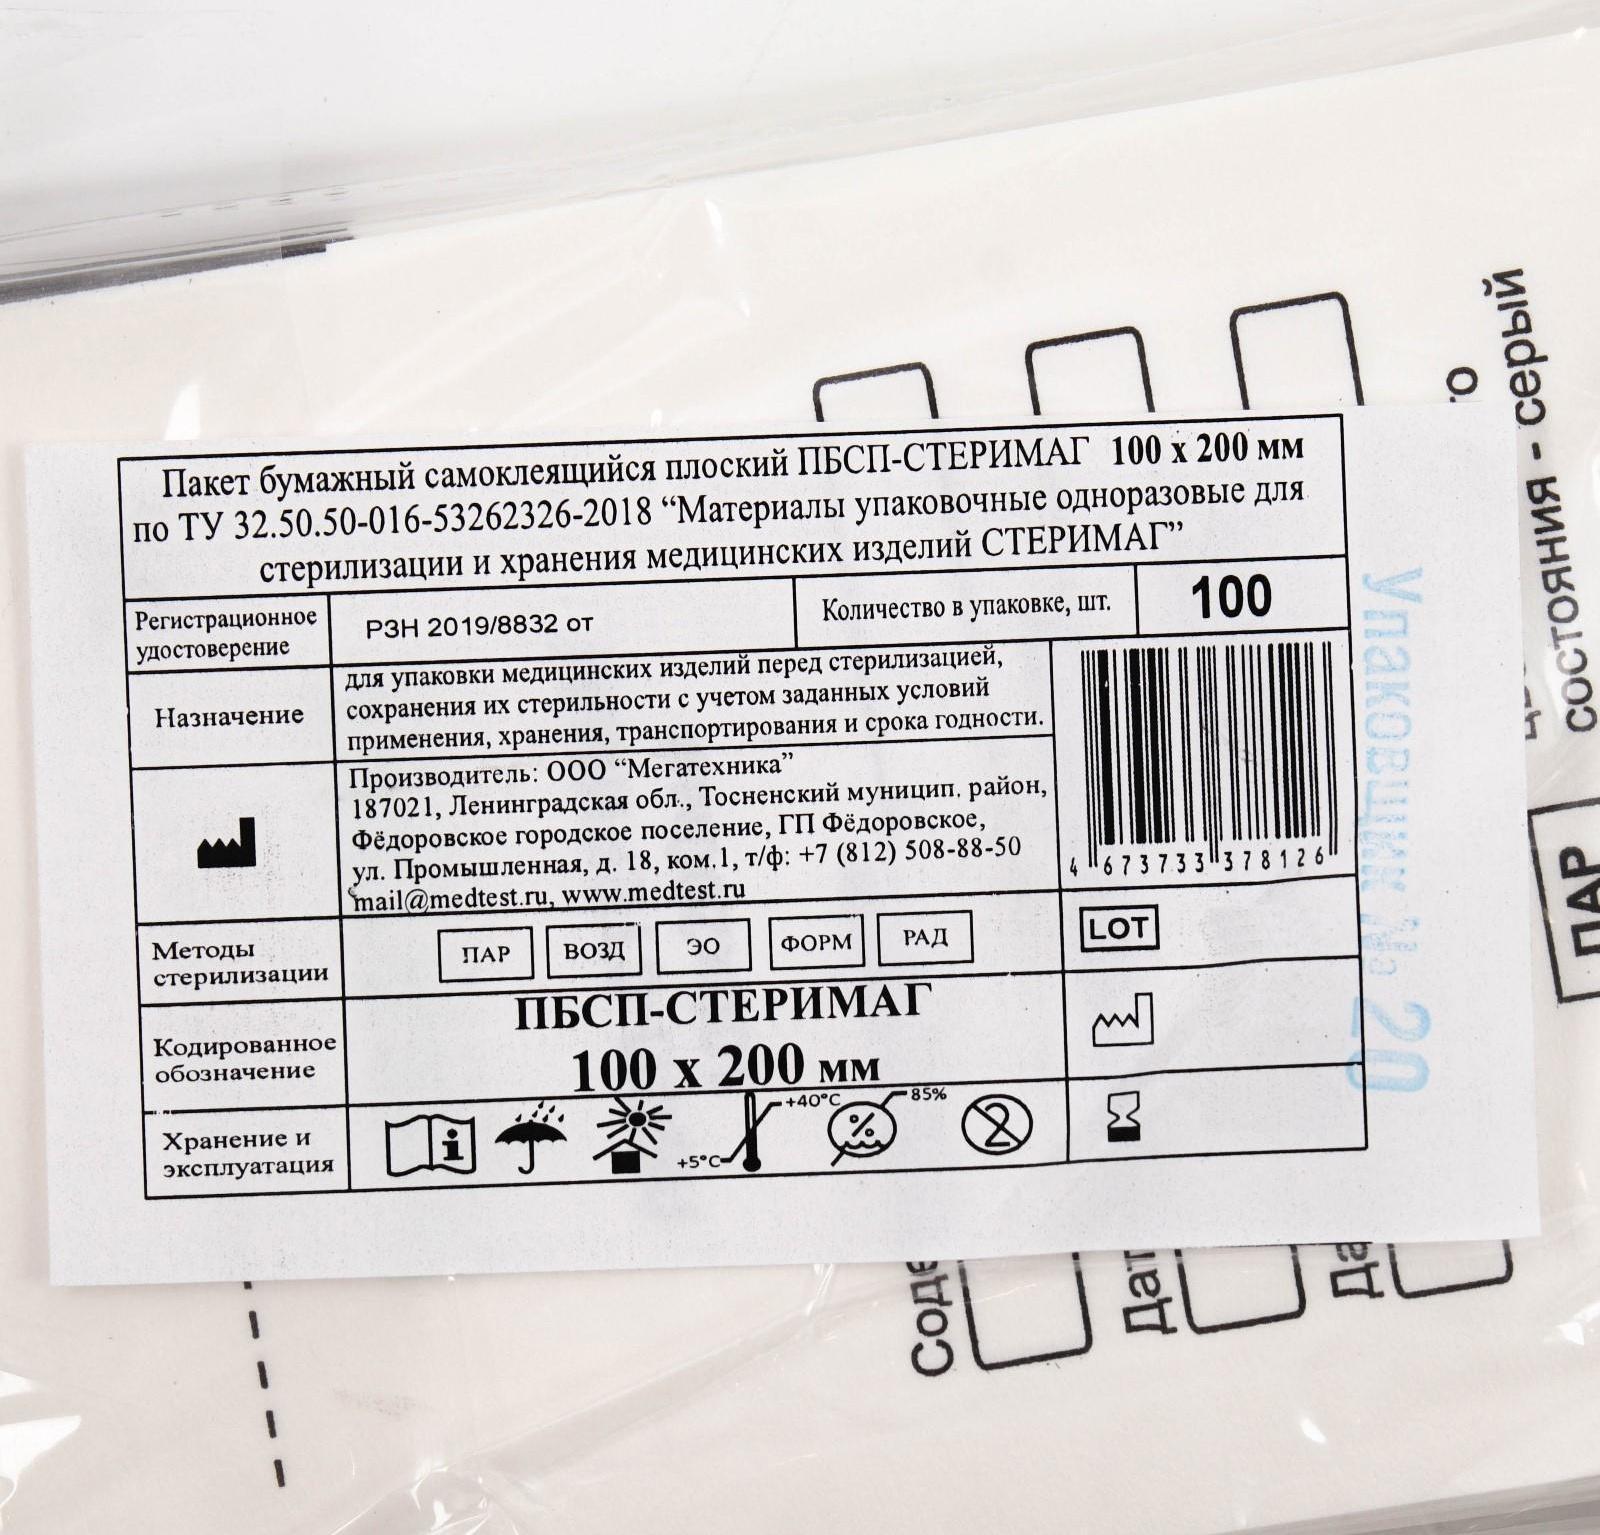 Пакет бумажный самоклеящийся плоский ПБСП-СТЕРИМАГ 100 х 200 мм
по ТУ 32.50.50-016-53262326-2018 “Материалы упаковочные одноразовые для
стерилизации и хранения медицинских изделий СТЕРИМАГ”
Регистрационное
удостоверение
РЗН 2019/8832 от
Количество в упаковке, шт.
100
Назначение
для упаковки медицинских изделий перед стерилизацией,
сохранения их стерильности с учетом заданных условий
применения, хранения, транспортирования и срока годности.
Производитель: ООО “Мегатехника”
187021, Ленинградская обл., Тосненский муницип. район,
Фёдоровское городское поселение, ГП Фёдоровское,
ул. Промышленная, д. 18, ком.1, т/ф: +7 (812) 508-88-50
mail@medtest.ru, www.medtest.ru
4 673733 378126
Методы
стерилизации
ПАР ВОЗД ЭО ФОРМ РАД
LOT
Кодированное
обозначение
ПБСП-СТЕРИМАГ
100 х 200 мм
Хранение и
эксплуатация
+5°C
+40°C
85%
2
Упаковщик № 20
состояния - серый
ПАР